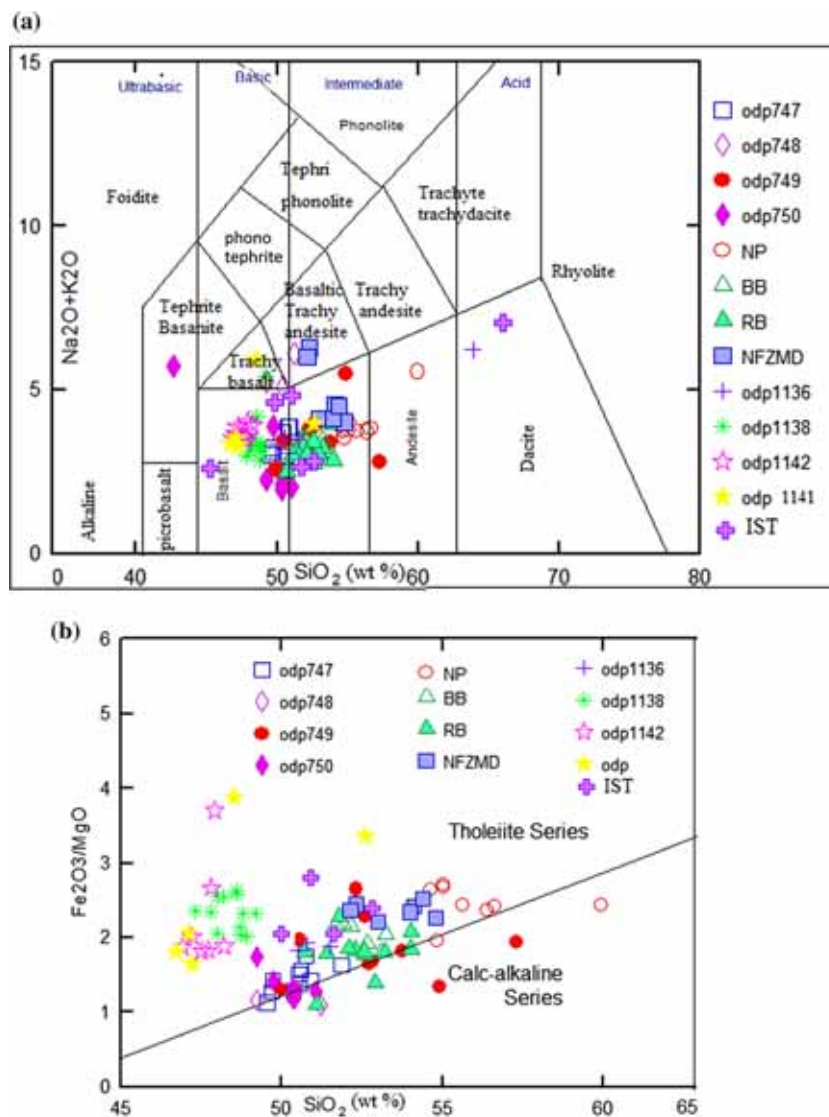 (a)
15
10
5
0
Na2O+K2O
Ultrabasic
Basic
Intermediate
Acid
Phonolite
Foidite
Tephri
phonolite
Trachyte
trachydacite
phono
tephrite
Rhyolite
Tephrite
Basanite
Basaltic
Trachy
andesite
Trachy
andesite
Trachy
basalt
Alkaline
picrobasalt
Basalt
Andesite
Dacite
0 40 50 60 70 80
SiO2 (wt %)
odp747
odp748
odp749
odp750
NP
BB
RB
NFZMD
odp1136
odp1138
odp1142
odp 1141
IST
(b)
6
5
4
3
2
1
0
Fe2O3/MgO
odp747
odp748
odp749
odp750
NP
BB
RB
NFZMD
odp1136
odp1138
odp1142
odp
IST
Tholeiite Series
Calc-alkaline
Series
45 50 55 60 65
SiO2 (wt %)